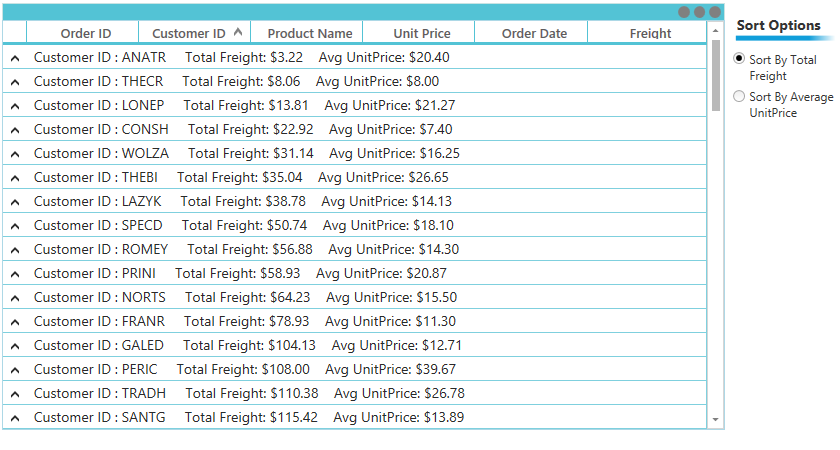 Order ID Customer ID Product Name Unit Price Order Date Freight
Customer ID : ANATR Total Freight: $3.22 Avg UnitPrice: $20.40
Customer ID : THECR Total Freight: $8.06 Avg UnitPrice: $8.00
Customer ID : LONEP Total Freight: $13.81 Avg UnitPrice: $21.27
Customer ID : CONSH Total Freight: $22.92 Avg UnitPrice: $7.40
Customer ID : WOLZA Total Freight: $31.14 Avg UnitPrice: $16.25
Customer ID : THEBI Total Freight: $35.04 Avg UnitPrice: $26.65
Customer ID : LAZYK Total Freight: $38.78 Avg UnitPrice: $14.13
Customer ID : SPECD Total Freight: $50.74 Avg UnitPrice: $18.10
Customer ID : ROMEY Total Freight: $56.88 Avg UnitPrice: $14.30
Customer ID : PRINI Total Freight: $58.93 Avg UnitPrice: $20.87
Customer ID : NORTS Total Freight: $64.23 Avg UnitPrice: $15.50
Customer ID : FRANR Total Freight: $78.93 Avg UnitPrice: $11.30
Customer ID : GALED Total Freight: $104.13 Avg UnitPrice: $12.71
Customer ID : PERIC Total Freight: $108.00 Avg UnitPrice: $39.67
Customer ID : TRADH Total Freight: $110.38 Avg UnitPrice: $26.78
Customer ID : SANTG Total Freight: $115.42 Avg UnitPrice: $13.89
Sort Options
Sort By Total
Freight
Sort By Average
UnitPrice